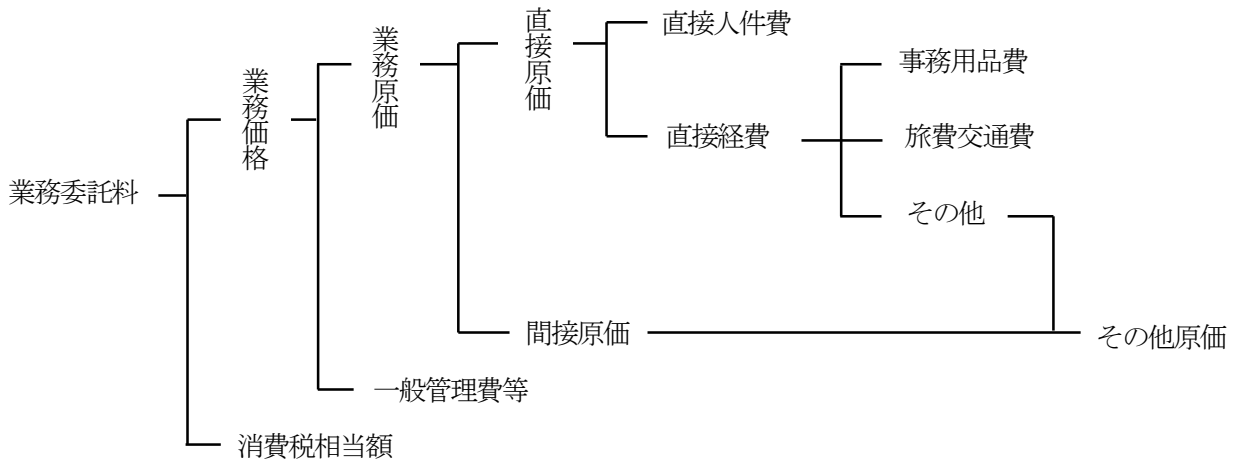 業務委託料
業務価格
業務原価
直接原価
直接人件費
直接経費
事務用品費
旅費交通費
その他
間接原価
その他原価
一般管理費等
消費税相当額